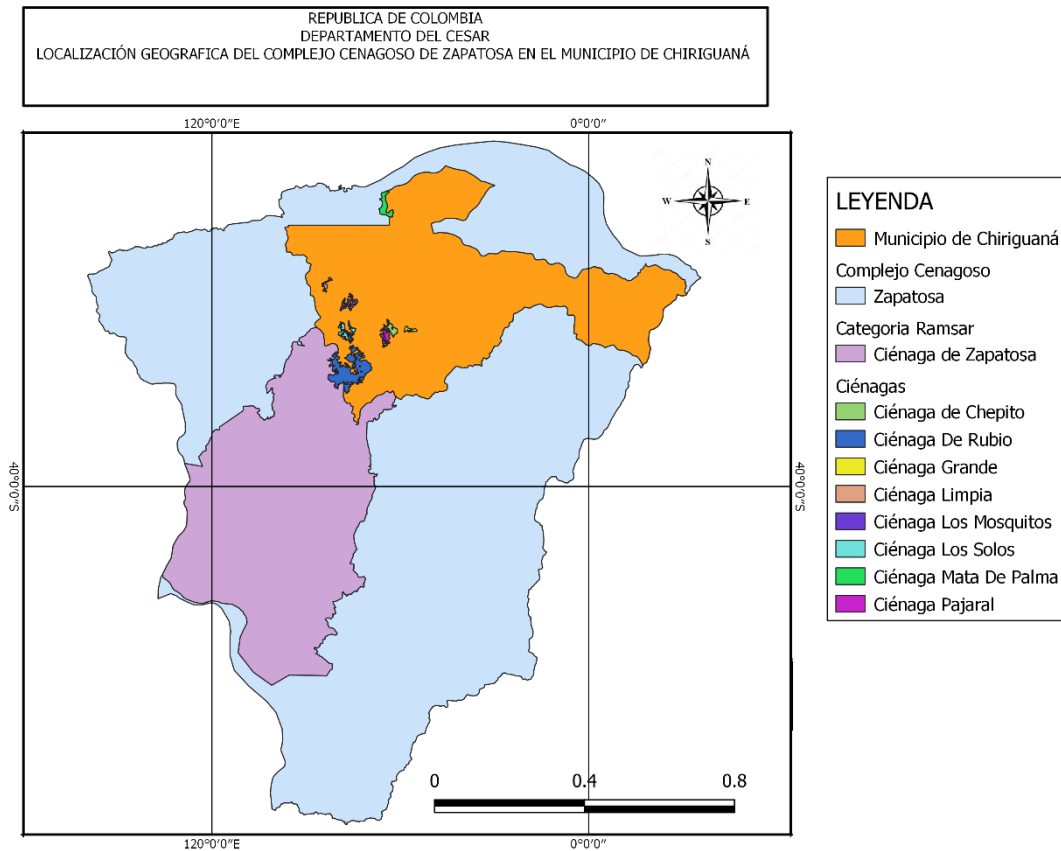 REPUBLICA DE COLOMBIA
DEPARTAMENTO DEL CESAR
LOCALIZACIÓN GEOGRAFICA DEL COMPLEJO CENAGOSO DE ZAPATOSA EN EL MUNICIPIO DE CHIRIGUANÁ
120°0'0"E
0°0'0"E
N
W
E
S
40°0'0"S
40°0'0"S
0
0.4
0.8
120°0'0"E
0°0'0"E
LEYENDA
Municipio de Chiriguaná
Complejo Cenagoso
Zapatosa
Categoria Ramsar
Ciénaga de Zapatosa
Ciénagas
Ciénaga de Chepito
Ciénaga De Rubio
Ciénaga Grande
Ciénaga Limpia
Ciénaga Los Mosquitos
Ciénaga Los Solos
Ciénaga Mata De Palma
Ciénaga Pajaral